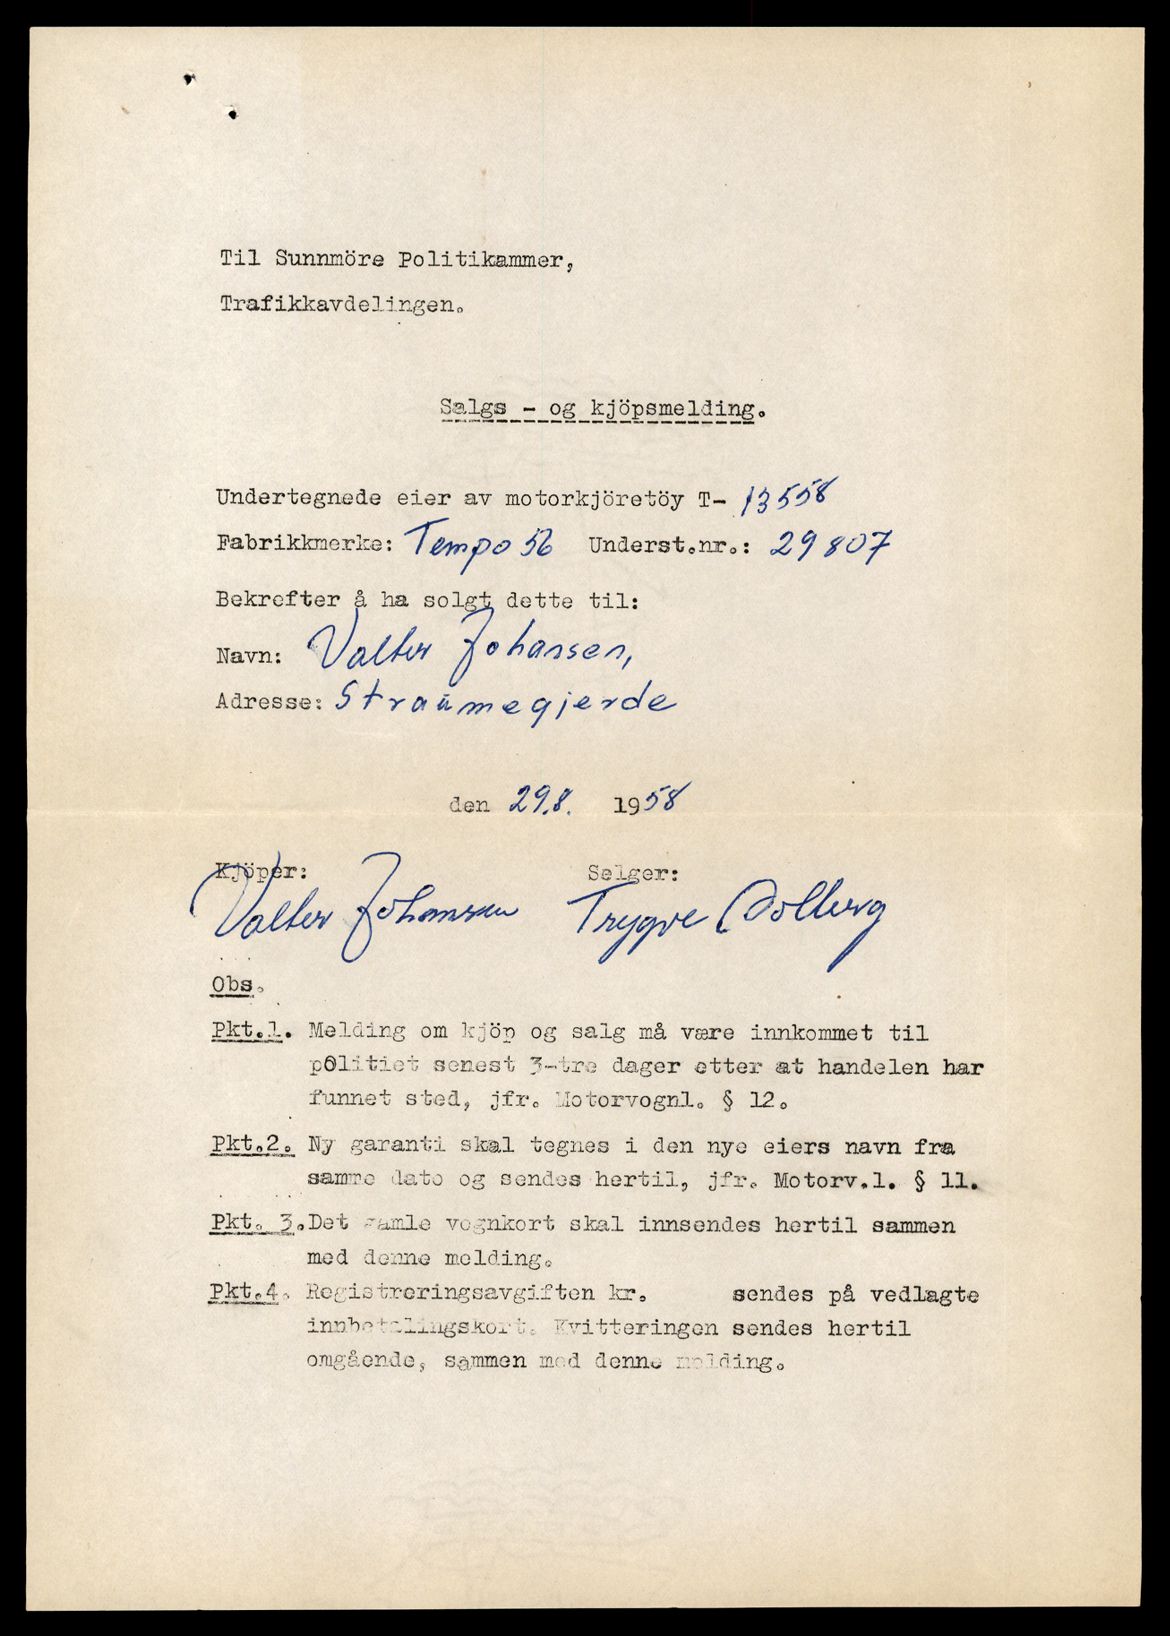 Til Sunnmöre Politikammer,
Trafikkavdelingen.
Salgs - og kjöpsmelding.
Undertegnede eier av motorkjöretöy T- 13558
Fabrikkmerke: Tempo 56 Underst.nr.: 29807
Bekrefter å ha solgt dette til:
Navn: Valter Johansen,
Adresse: Straumegjerde
den 29.8. 1958
Kjöper: Selger:
Valter Johansen Trygve Solberg
Obs.
Pkt.1. Melding om kjöp og salg må være innkommet til
politiet senest 3-tre dager etter at handelen har
funnet sted, jfr. Motorvognl. § 12.
Pkt.2. Ny garanti skal tegnes i den nye eiers navn fra
samme dato og sendes hertil, jfr. Motorv.l. § 11.
Pkt. 3. Det gamle vognkort skal innsendes hertil sammen
med denne melding.
Pkt.4. Registreringsavgiften kr. sendes på vedlagte
innbetalingskort. Kvitteringen sendes hertil
omgående, sammen med denne melding.